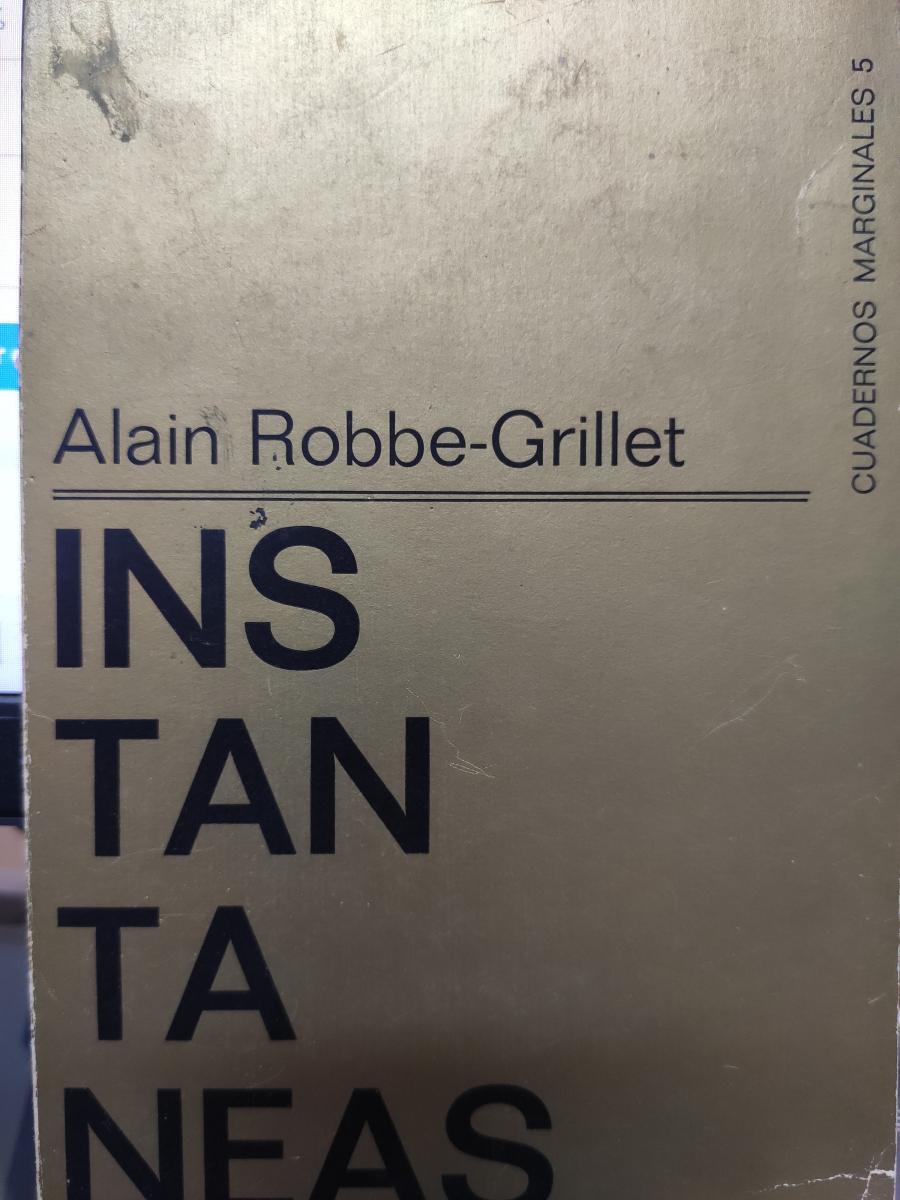 CUADERNOS MARGINALES 5
Alain Robbe-Grillet
INS
TAN
TA
NEAS